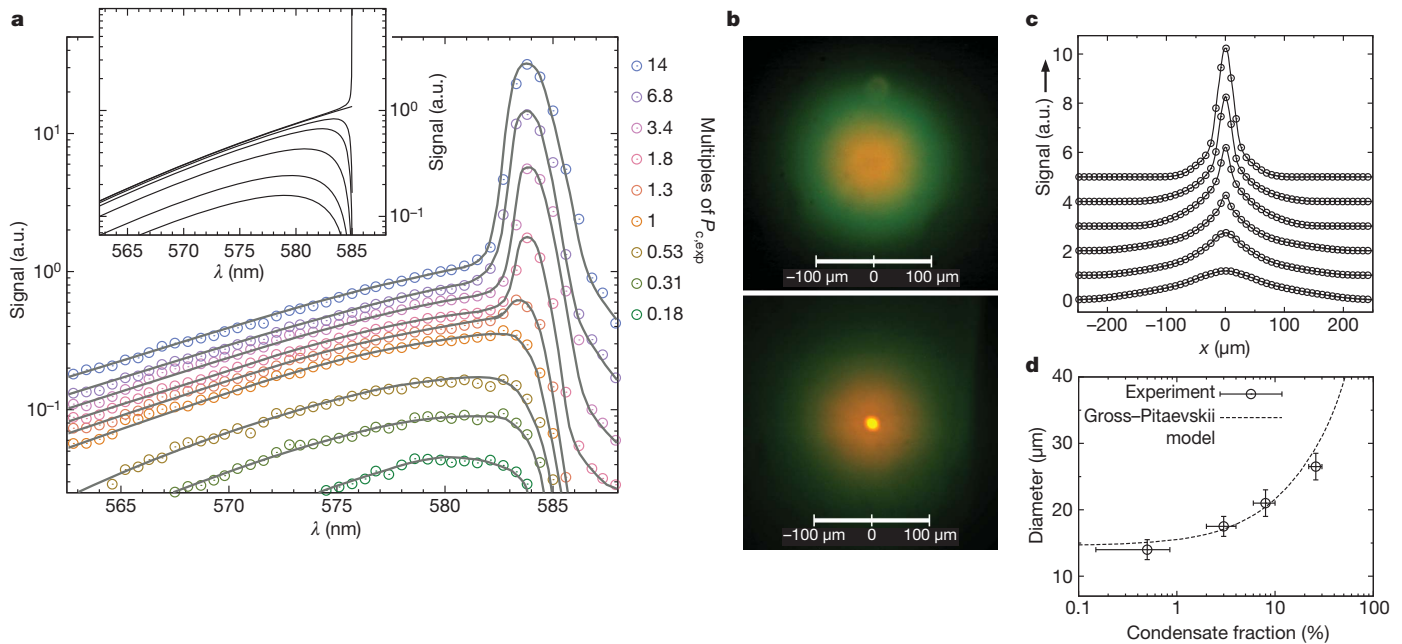 a
Signal (a.u.)
10¹
10⁰
10⁻¹
565
570
575
580
585
λ (nm)
Signal (a.u.)
10⁰
10⁻¹
565
570
575
580
585
λ (nm)
14
6.8
3.4
1.8
1.3
1
0.53
0.31
0.18
Multiples of P_c,exp
b
−100 µm 0 100 µm
−100 µm 0 100 µm
c
Signal (a.u.)
10
8
6
4
2
0
−200 −100 0 100 200
x (µm)
d
Diameter (µm)
40
30
20
10
Experiment
Gross–Pitaevskii
model
0.1 1 10 100
Condensate fraction (%)